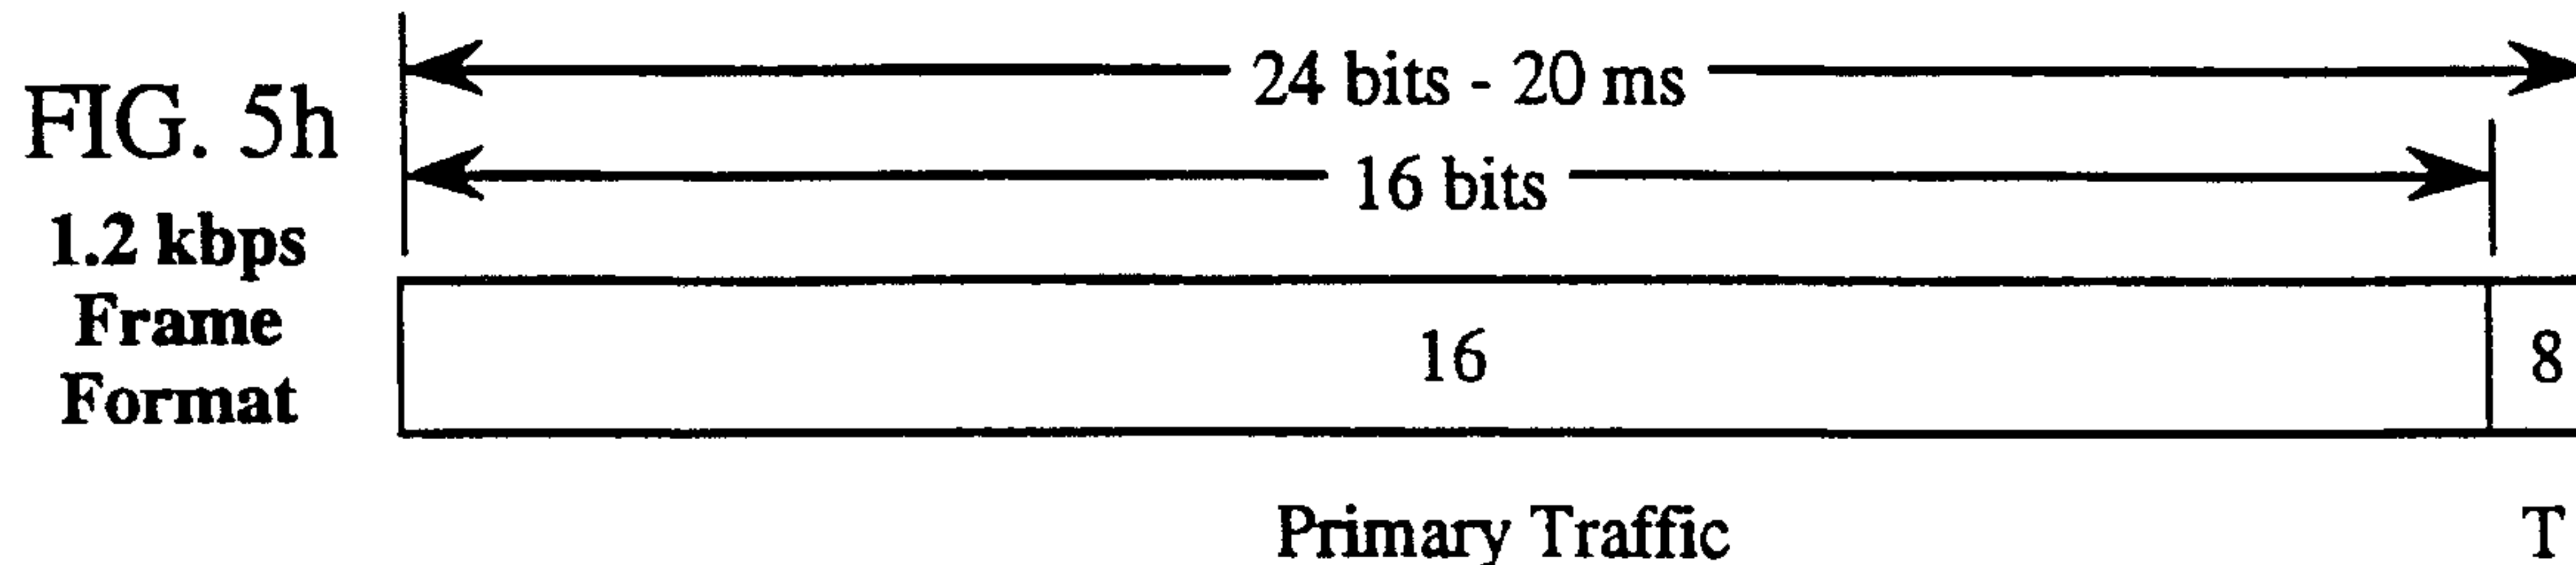 FIG. 5h
1.2 kbps
Frame
Format
24 bits - 20 ms
16 bits
16
8
Primary Traffic
T